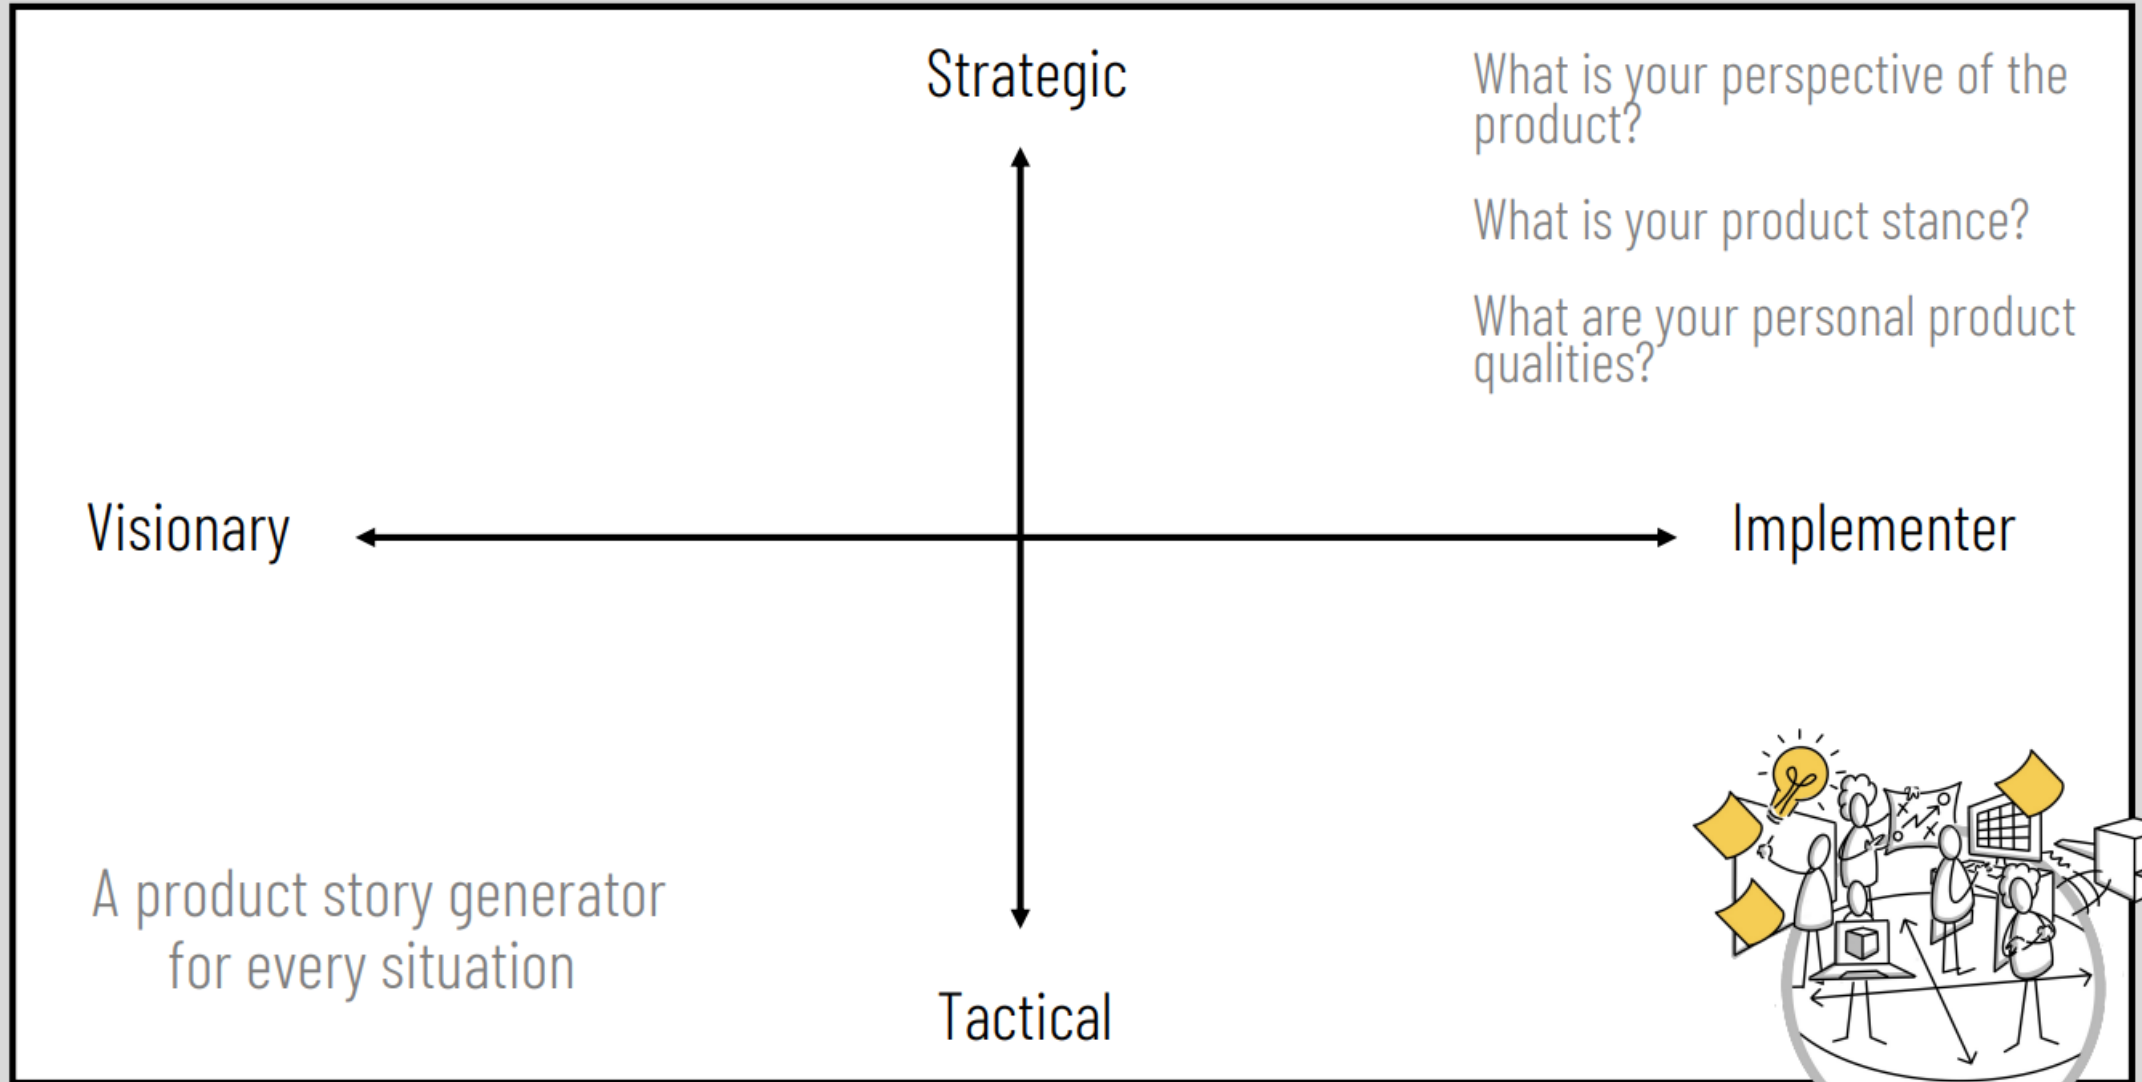 Strategic
What is your perspective of the
product?
What is your product stance?
What are your personal product
qualities?
Visionary
Implementer
A product story generator
for every situation
Tactical